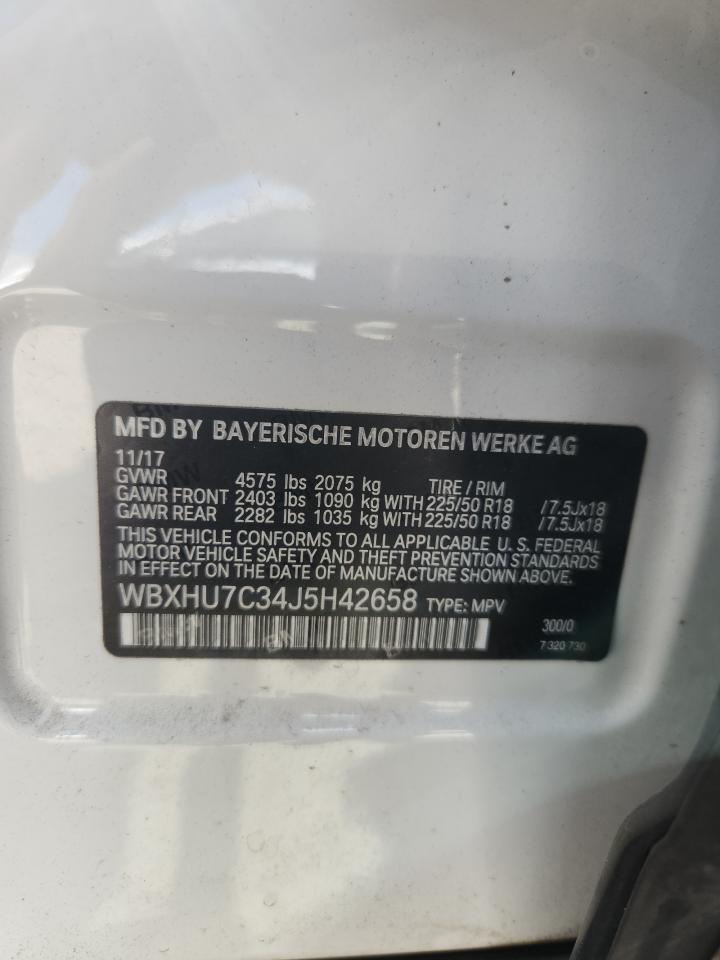 MFD BY BAYERISCHE MOTOREN WERKE AG
11/17
GVWR 4575 lbs 2075 kg TIRE / RIM
GAWR FRONT 2403 lbs 1090 kg WITH 225/50 R18 /7.5Jx18
GAWR REAR 2282 lbs 1035 kg WITH 225/50 R18 /7.5Jx18
THIS VEHICLE CONFORMS TO ALL APPLICABLE U. S. FEDERAL
MOTOR VEHICLE SAFETY AND THEFT PREVENTION STANDARDS
IN EFFECT ON THE DATE OF MANUFACTURE SHOWN ABOVE.
WBXHU7C34J5H42658 TYPE: MPV
300/0
7 320 730